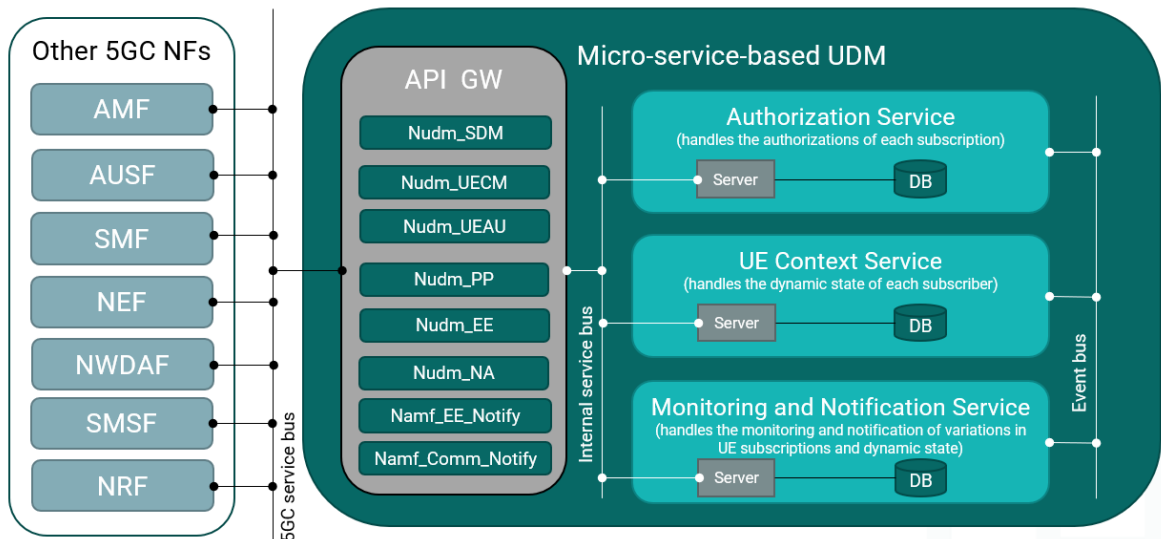 Other 5GC NFs
AMF
AUSF
SMF
NEF
NWDAF
SMSF
NRF
5GC service bus
Micro-service-based UDM
API GW
Nudm_SDM
Nudm_UECM
Nudm_UEAU
Nudm_PP
Nudm_EE
Nudm_NA
Namf_EE_Notify
Namf_Comm_Notify
Internal service bus
Authorization Service
(handles the authorizations of each subscription)
Server
DB
UE Context Service
(handles the dynamic state of each subscriber)
Server
DB
Monitoring and Notification Service
(handles the monitoring and notification of variations in
UE subscriptions and dynamic state)
Server
DB
Event bus